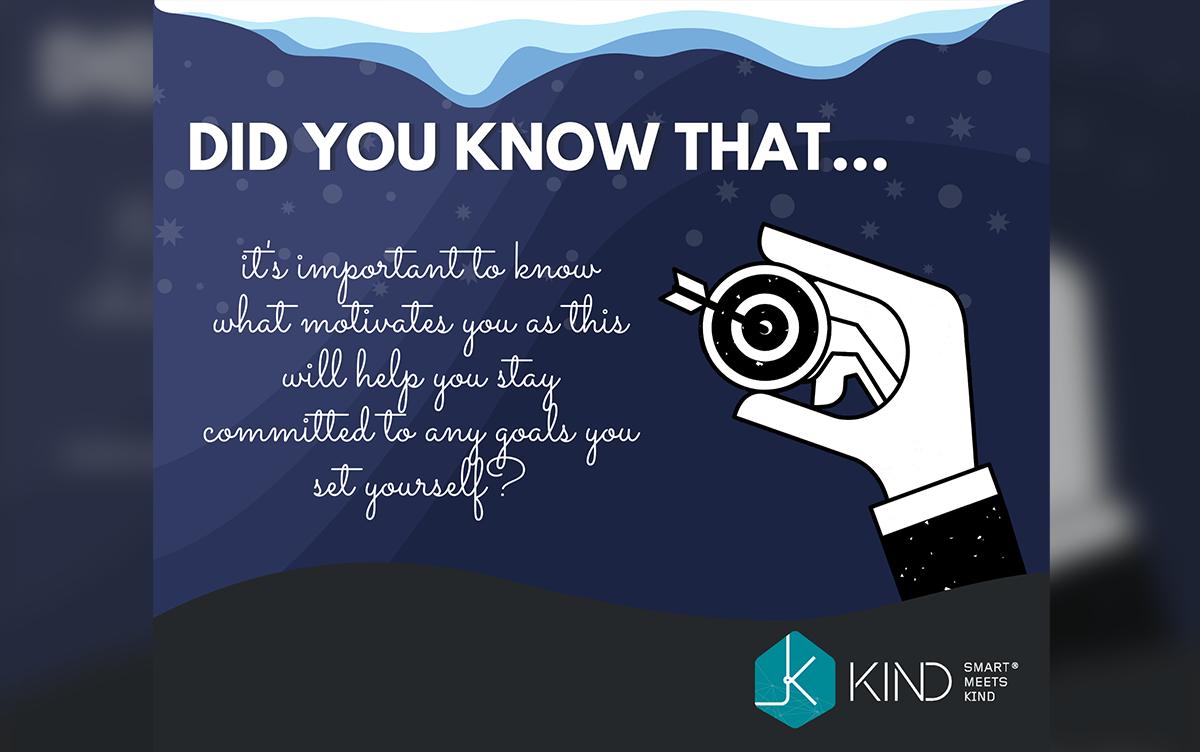 DID YOU KNOW THAT...
it's important to know
what motivates you as this
will help you stay
committed to any goals you
set yourself?
KIND
SMART®
MEETS
KIND